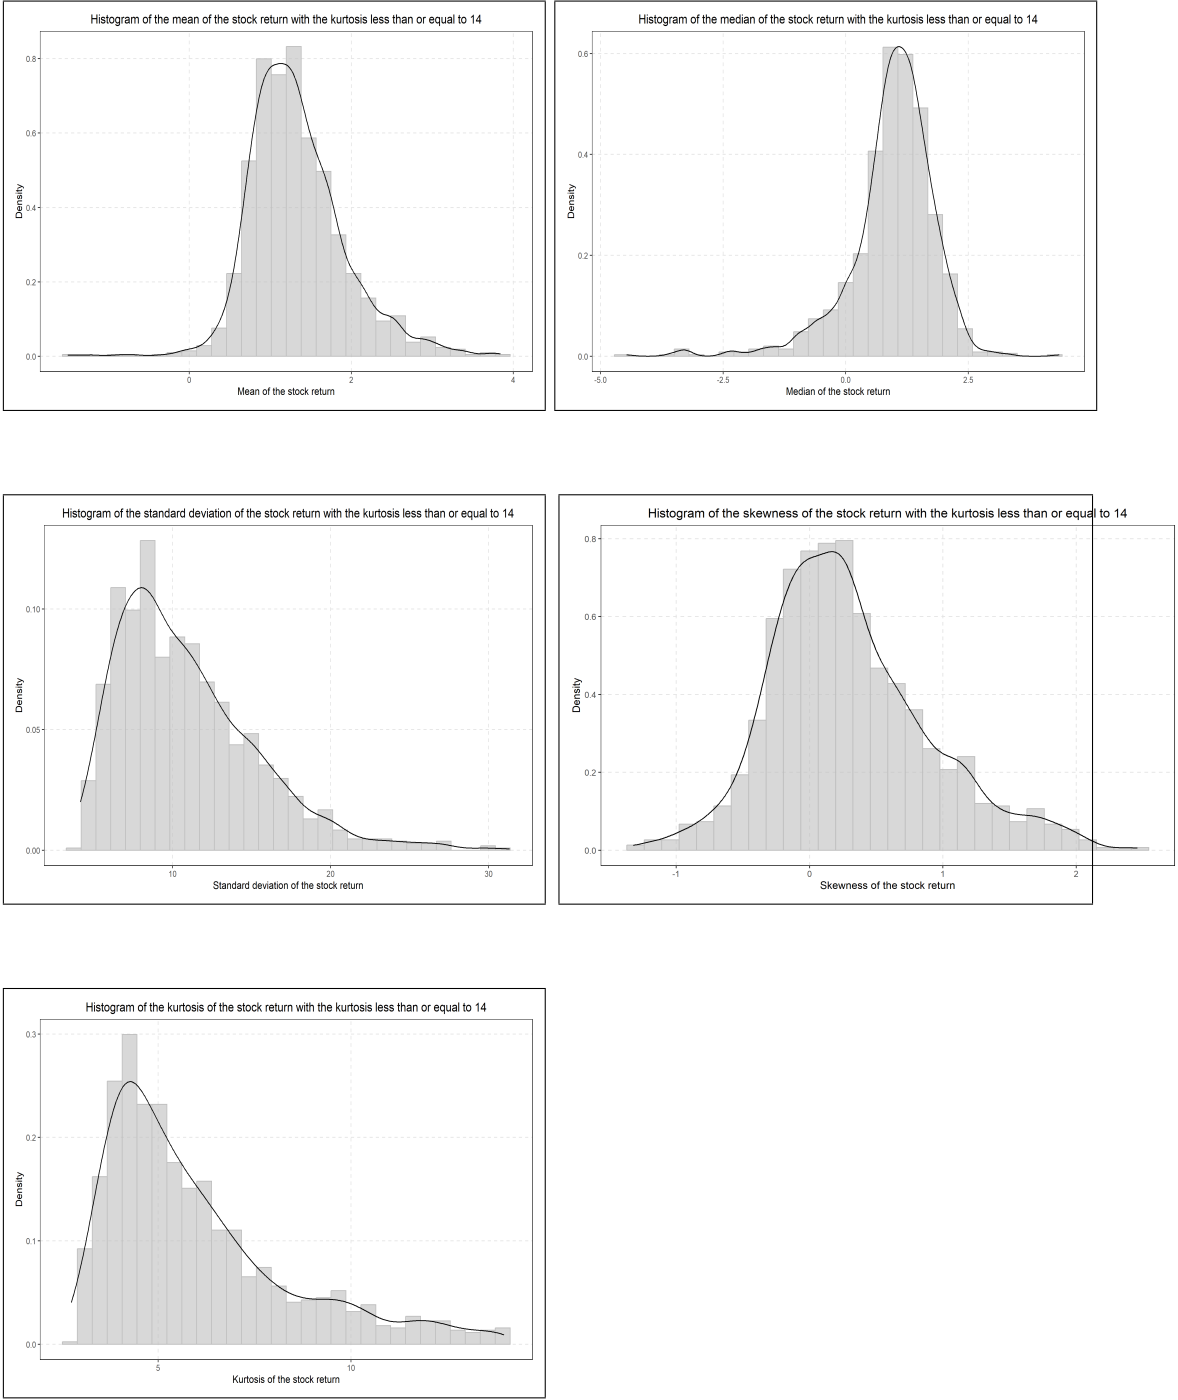 Histogram of the mean of the stock return with the kurtosis less than or equal to 14
0.8
0.6
0.4
0.2
0.0
Density
0
2
4
Mean of the stock return
Histogram of the median of the stock return with the kurtosis less than or equal to 14
0.6
0.4
0.2
0.0
Density
-5.0
-2.5
0.0
2.5
Median of the stock return
Histogram of the standard deviation of the stock return with the kurtosis less than or equal to 14
0.10
0.05
0.00
Density
10
20
30
Standard deviation of the stock return
Histogram of the skewness of the stock return with the kurtosis less than or equal to 14
0.8
0.6
0.4
0.2
0.0
Density
-1
0
1
2
Skewness of the stock return
Histogram of the kurtosis of the stock return with the kurtosis less than or equal to 14
0.3
0.2
0.1
0.0
Density
5
10
Kurtosis of the stock return